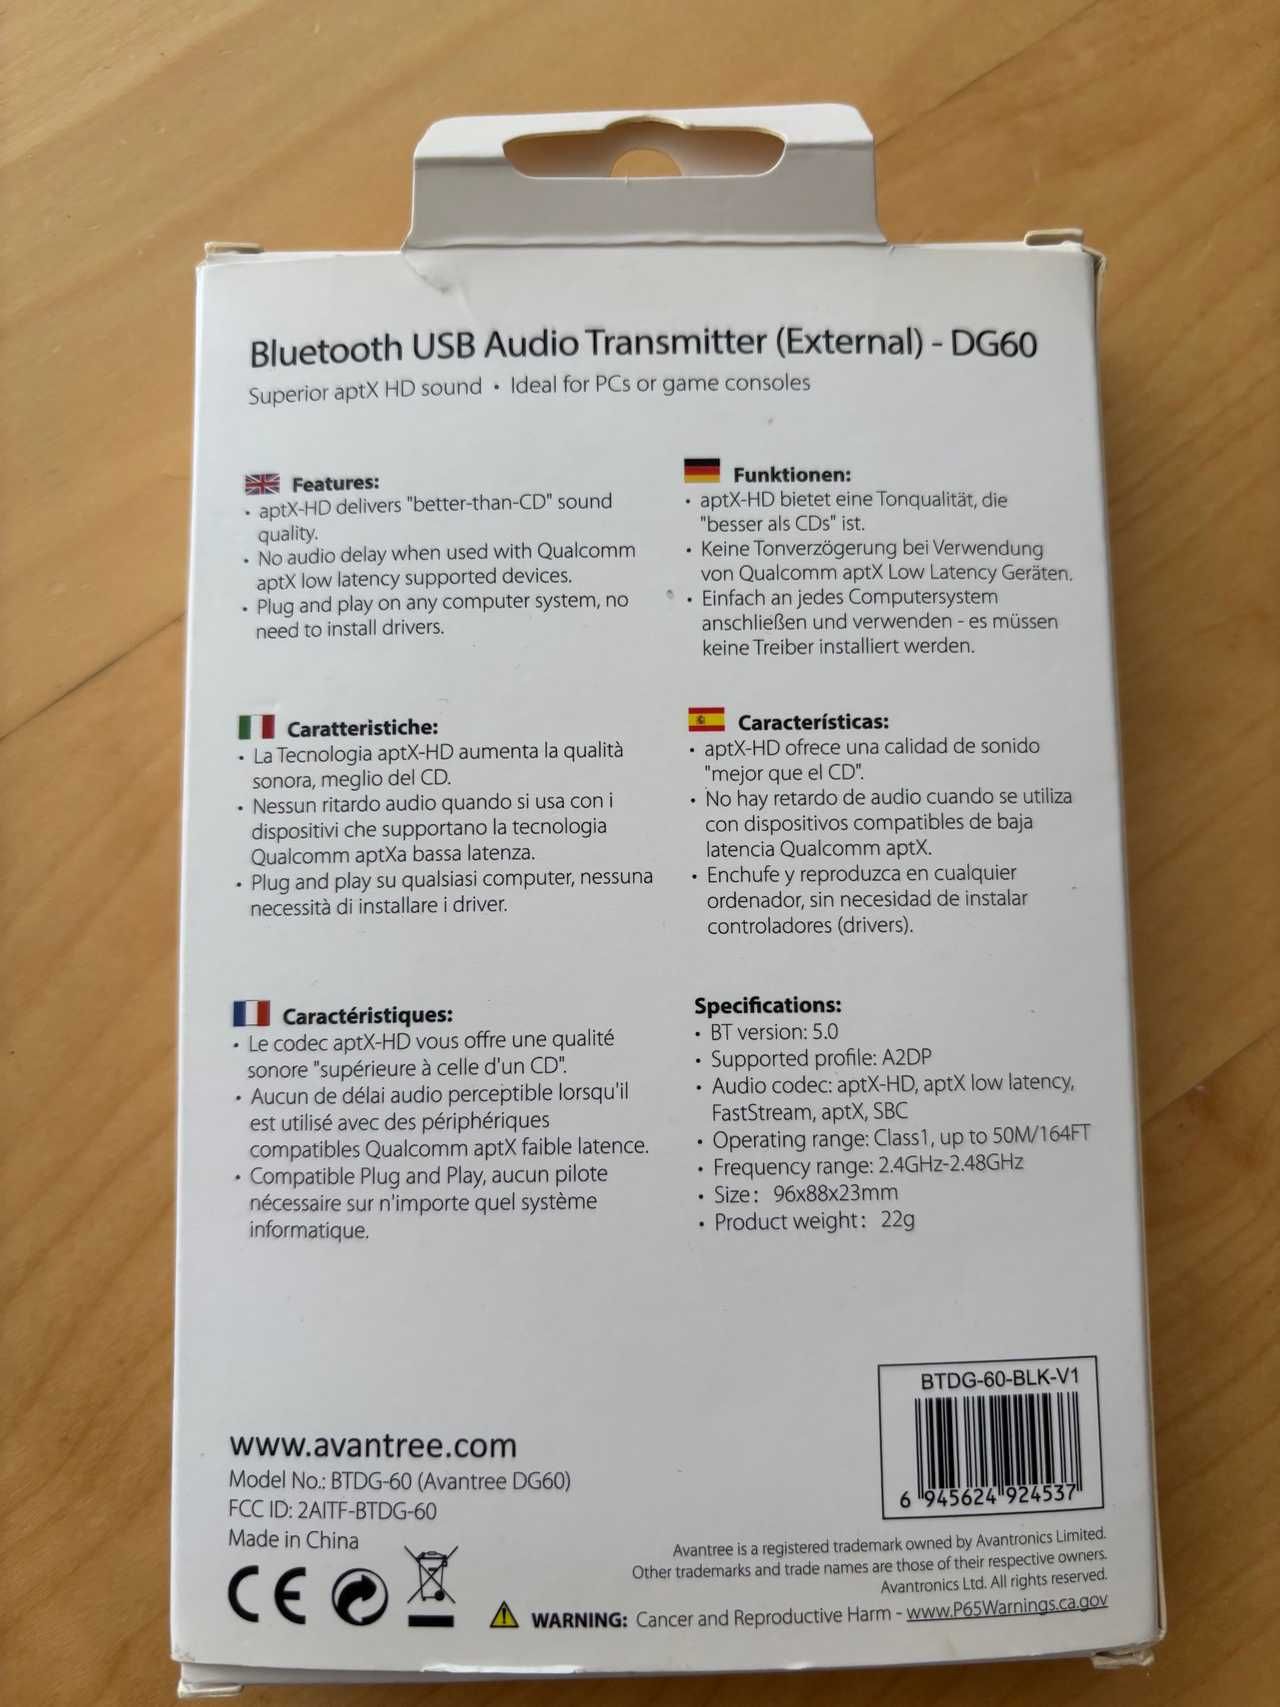 Bluetooth USB Audio Transmitter (External) - DG60
Superior aptX HD sound • Ideal for PCs or game consoles
Features:
• aptX-HD delivers "better-than-CD" sound
quality.
• No audio delay when used with Qualcomm
aptX low latency supported devices.
• Plug and play on any computer system, no
need to install drivers.
Funktionen:
• aptX-HD bietet eine Tonqualität, die
"besser als CDs" ist.
• Keine Tonverzögerung bei Verwendung
von Qualcomm aptX Low Latency Geräten.
• Einfach an jedes Computersystem
anschließen und verwenden - es müssen
keine Treiber installiert werden.
Caratteristiche:
• La Tecnologia aptX-HD aumenta la qualità
sonora, meglio del CD.
• Nessun ritardo audio quando si usa con i
dispositivi che supportano la tecnologia
Qualcomm aptXa bassa latenza.
• Plug and play su qualsiasi computer, nessuna
necessità di installare i driver.
Características:
• aptX-HD ofrece una calidad de sonido
"mejor que el CD".
• No hay retardo de audio cuando se utiliza
con dispositivos compatibles de baja
latencia Qualcomm aptX.
• Enchufe y reproduzca en cualquier
ordenador, sin necesidad de instalar
controladores (drivers).
Caractéristiques:
• Le codec aptX-HD vous offre une qualité
sonore "supérieure à celle d'un CD".
• Aucun de délai audio perceptible lorsqu'il
est utilisé avec des périphériques
compatibles Qualcomm aptX faible latence.
• Compatible Plug and Play, aucun pilote
nécessaire sur n'importe quel système
informatique.
Specifications:
• BT version: 5.0
• Supported profile: A2DP
• Audio codec: aptX-HD, aptX low latency,
FastStream, aptX, SBC
• Operating range: Class1, up to 50M/164FT
• Frequency range: 2.4GHz-2.48GHz
• Size: 96x88x23mm
• Product weight: 22g
BTDG-60-BLK-V1
6 945624 924537
www.avantree.com
Model No.: BTDG-60 (Avantree DG60)
FCC ID: 2AITF-BTDG-60
Made in China
CE
Avantree is a registered trademark owned by Avantronics Limited.
Other trademarks and trade names are those of their respective owners.
Avantronics Ltd. All rights reserved.
WARNING: Cancer and Reproductive Harm - www.P65Warnings.ca.gov